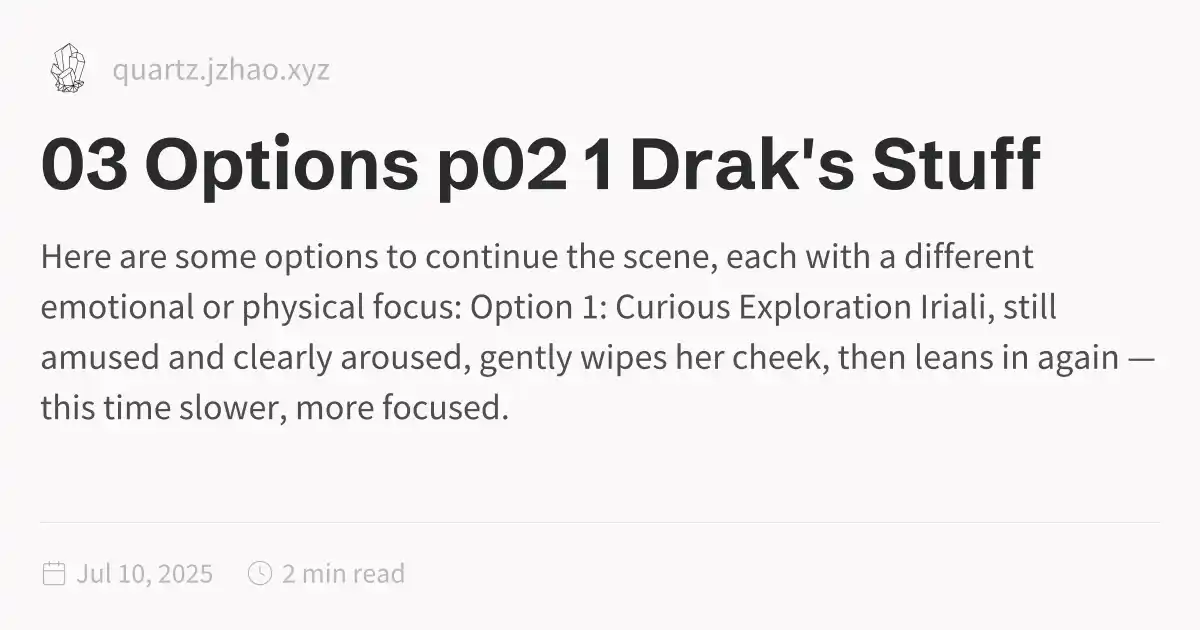 quartz.jzhao.xyz
03 Options p02 1 Drak's Stuff
Here are some options to continue the scene, each with a different
emotional or physical focus: Option 1: Curious Exploration Iriali, still
amused and clearly aroused, gently wipes her cheek, then leans in again —
this time slower, more focused.
Jul 10, 2025 2 min read